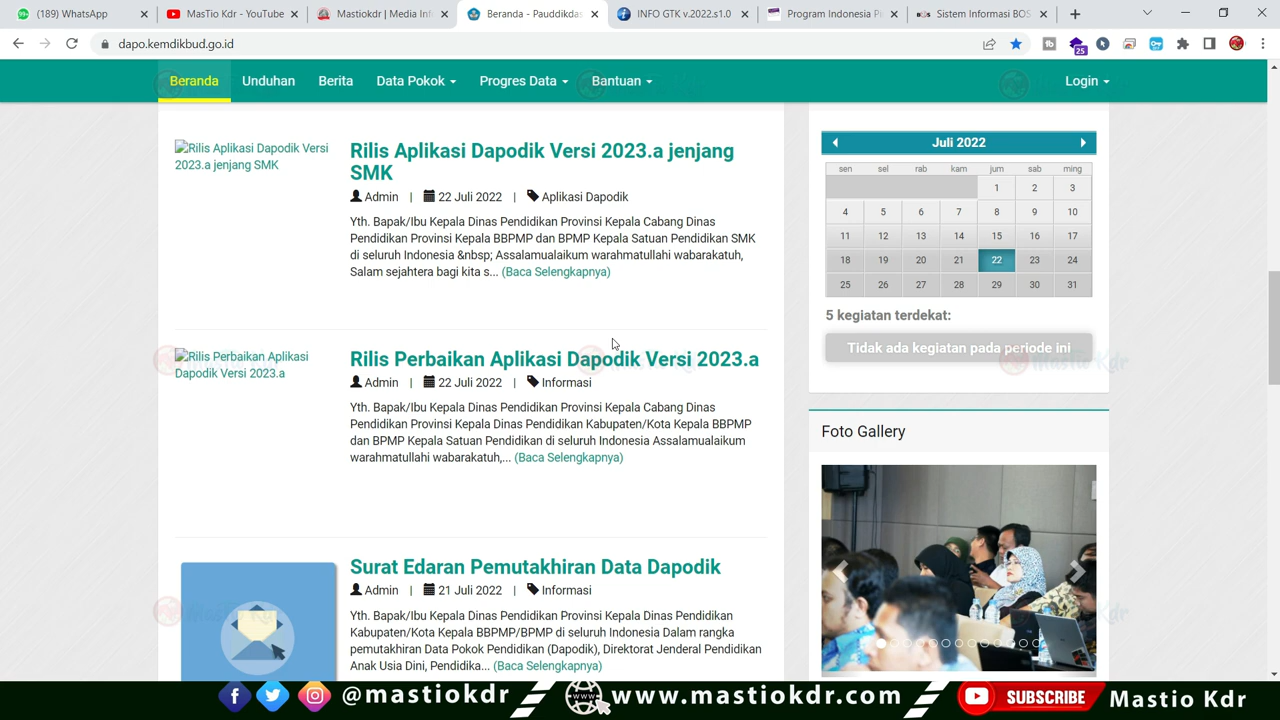 (189) WhatsApp
MasTio Kdr - YouTube
Mastiokdr | Media In
Beranda - Pauddikdas
INFO GTK v.2022.s1.0
Program Indonesia P
Sistem Informasi BOS
dapo.kemdikbud.go.id
25
Beranda
Unduhan
Berita
Data Pokok
Progres Data
Bantuan
Login
Rilis Aplikasi Dapodik Versi
2023.a jenjang SMK
Rilis Aplikasi Dapodik Versi 2023.a jenjang
SMK
Admin | 22 Juli 2022 | Aplikasi Dapodik
Yth. Bapak/Ibu Kepala Dinas Pendidikan Provinsi Kepala Cabang Dinas
Pendidikan Provinsi Kepala BBPMP dan BPMP Kepala Satuan Pendidikan SMK
di seluruh Indonesia &nbsp; Assalamualaikum warahmatullahi wabarakatuh,
Salam sejahtera bagi kita s... (Baca Selengkapnya)
Rilis Perbaikan Aplikasi
Dapodik Versi 2023.a
Rilis Perbaikan Aplikasi Dapodik Versi 2023.a
Admin | 22 Juli 2022 | Informasi
Yth. Bapak/Ibu Kepala Dinas Pendidikan Provinsi Kepala Cabang Dinas
Pendidikan Provinsi Kepala Dinas Pendidikan Kabupaten/Kota Kepala BBPMP
dan BPMP Kepala Satuan Pendidikan di seluruh Indonesia Assalamualaikum
warahmatullahi wabarakatuh,... (Baca Selengkapnya)
Surat Edaran Pemutakhiran Data Dapodik
Admin | 21 Juli 2022 | Informasi
Yth. Bapak/Ibu Kepala Dinas Pendidikan Provinsi Kepala Dinas Pendidikan
Kabupaten/Kota Kepala BBPMP/BPMP di seluruh Indonesia Dalam rangka
pemutakhiran Data Pokok Pendidikan (Dapodik), Direktorat Jenderal Pendidikan
Anak Usia Dini, Pendidika... (Baca Selengkapnya)
Juli 2022
sen sel rab kam jum sab ming
1 2 3
4 5 6 7 8 9 10
11 12 13 14 15 16 17
18 19 20 21 22 23 24
25 26 27 28 29 30 31
5 kegiatan terdekat:
Tidak ada kegiatan pada periode ini
MasTio Kdr
Foto Gallery
@mastiokdr
www.mastiokdr.com
SUBSCRIBE
Mastio Kdr